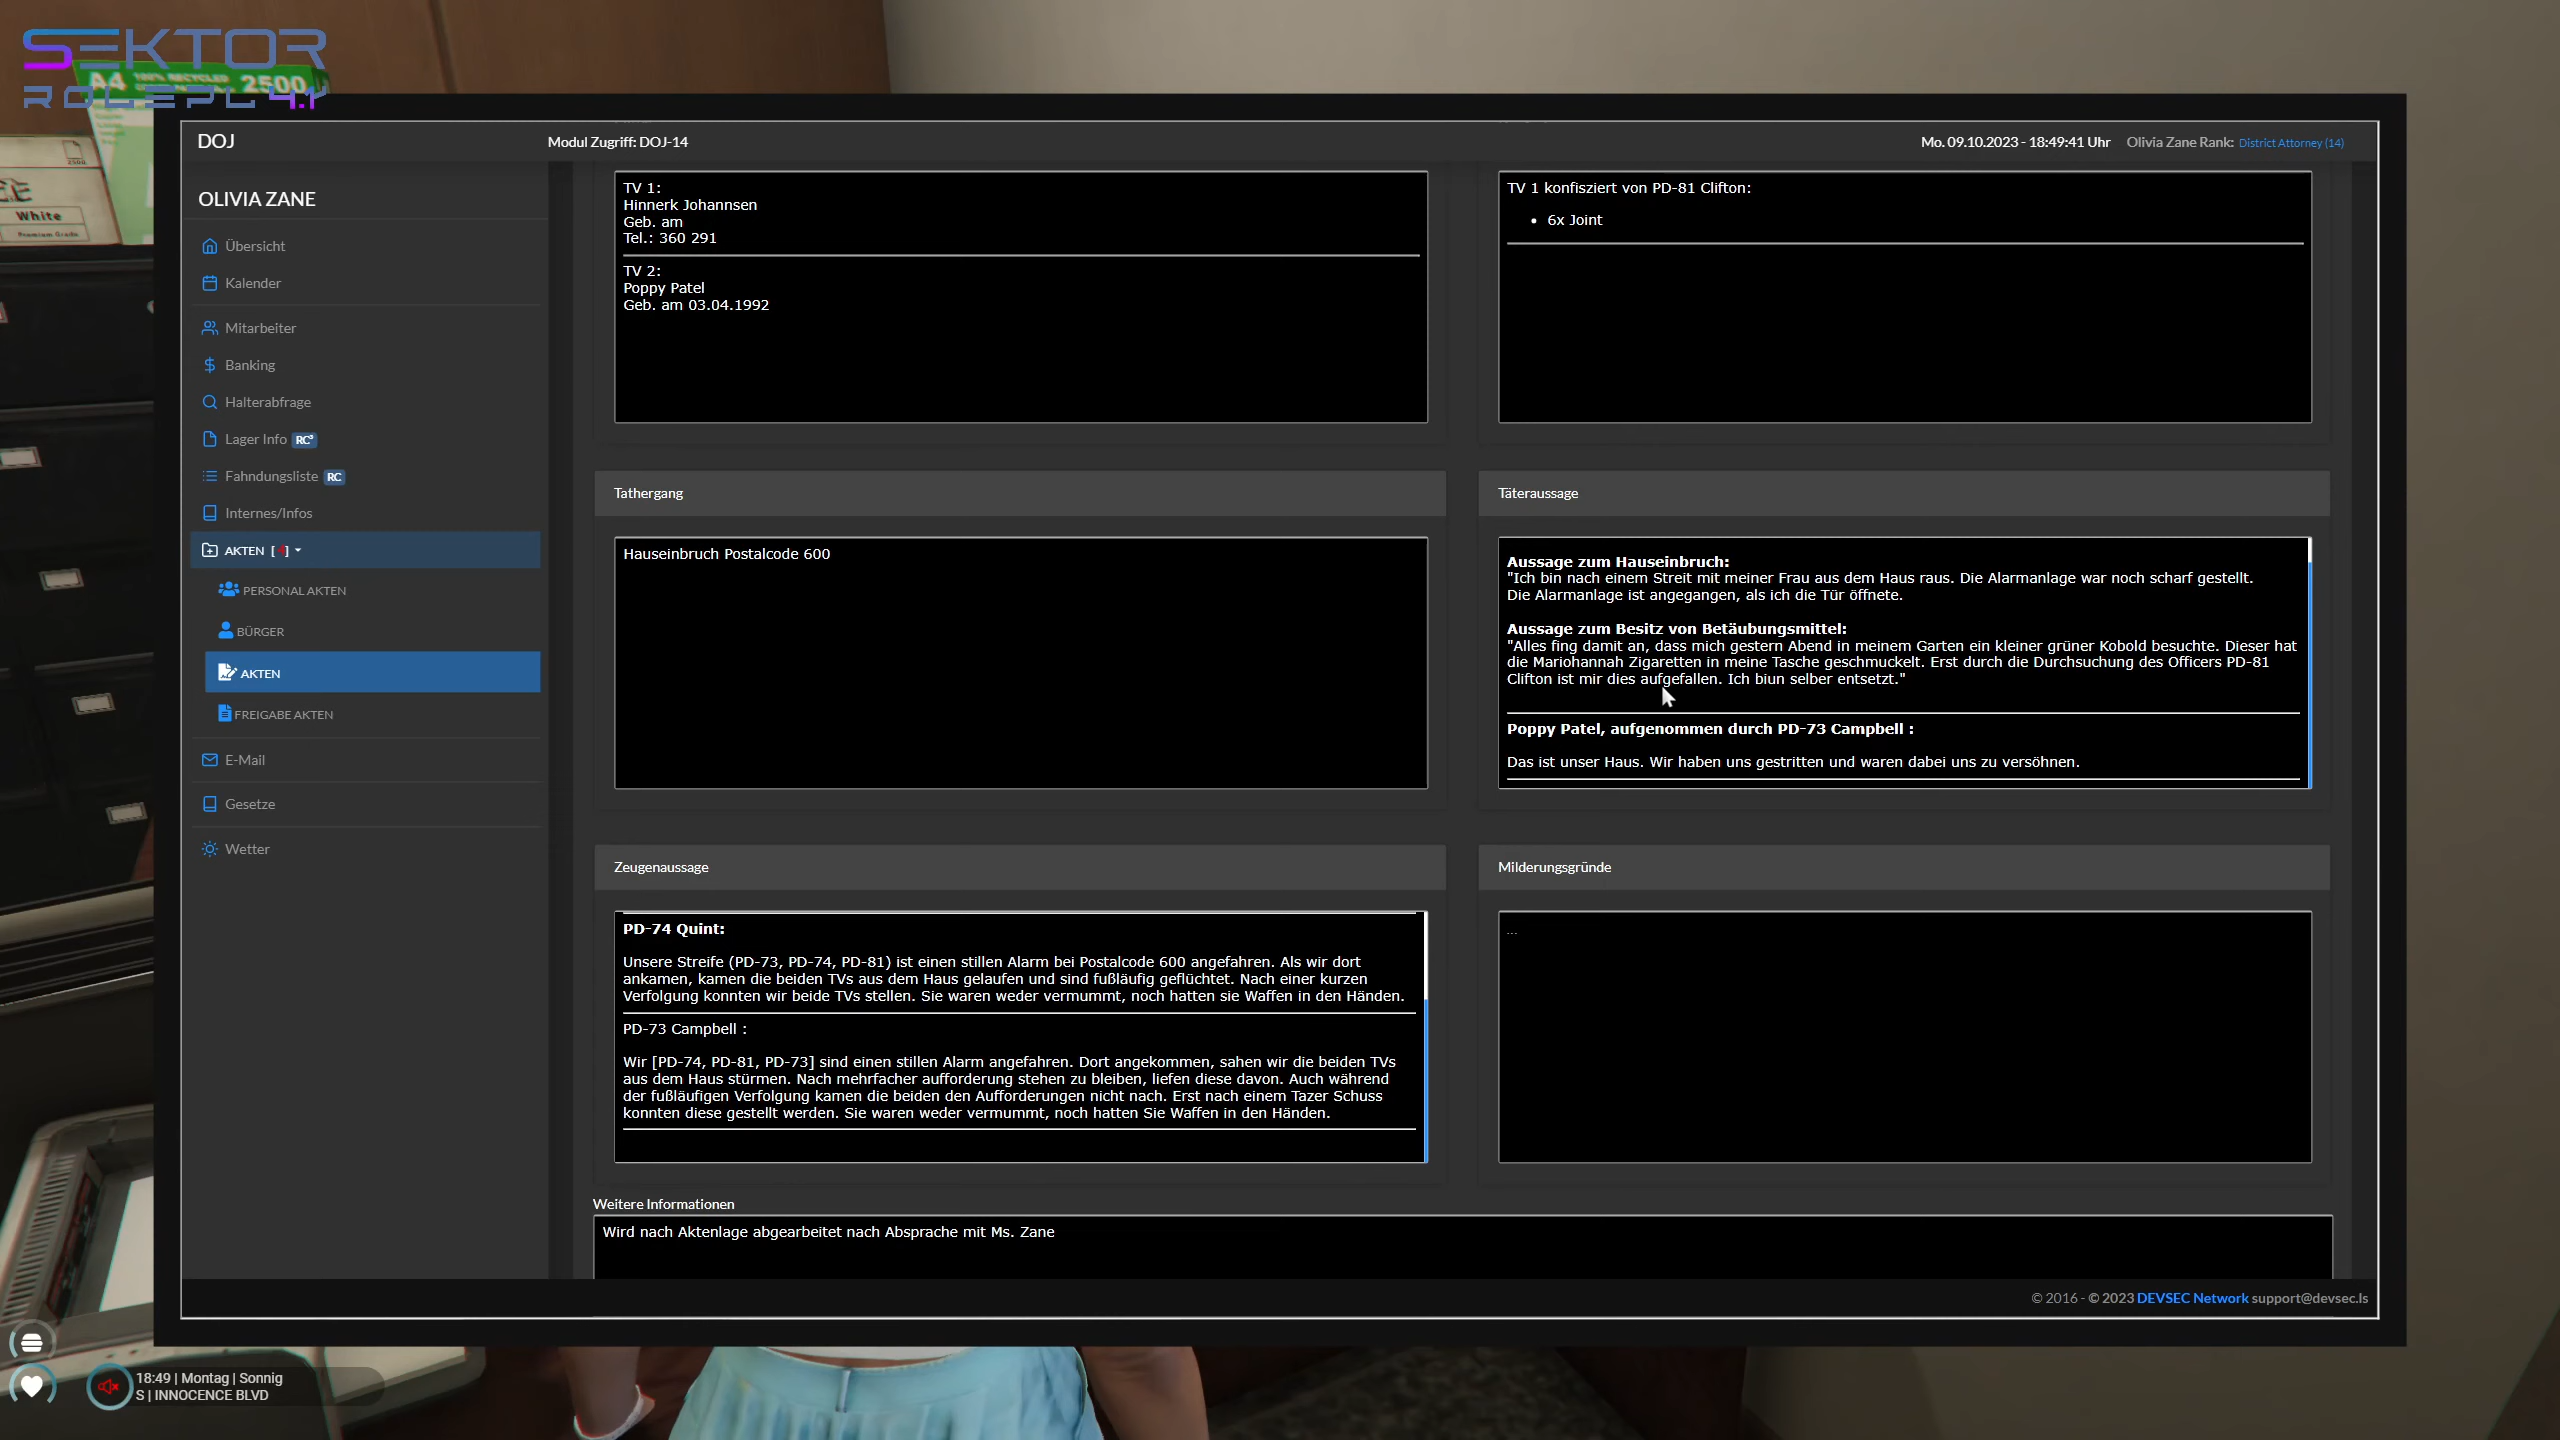 SEKTOR
ROLEPL4.1
A4 100% RECYCLED 2500
White
Premium Grade
DOJ
Modul Zugriff: DOJ-14
Mo. 09.10.2023 - 18:49:41 Uhr
Olivia Zane Rank: District Attorney (14)
OLIVIA ZANE
Übersicht
Kalender
Mitarbeiter
Banking
Halterabfrage
Lager Info RC³
Fahndungsliste RC
Internes/Infos
AKTEN
PERSONAL AKTEN
BÜRGER
AKTEN
FREIGABE AKTEN
E-Mail
Gesetze
Wetter
TV 1:
Hinnerk Johannsen
Geb. am
Tel.: 360 291
TV 2:
Poppy Patel
Geb. am 03.04.1992
TV 1 konfisziert von PD-81 Clifton:
• 6x Joint
Tathergang
Hauseinbruch Postalcode 600
Täteraussage
Aussage zum Hauseinbruch:
"Ich bin nach einem Streit mit meiner Frau aus dem Haus raus. Die Alarmanlage war noch scharf gestellt.
Die Alarmanlage ist angegangen, als ich die Tür öffnete.
Aussage zum Besitz von Betäubungsmittel:
"Alles fing damit an, dass mich gestern Abend in meinem Garten ein kleiner grüner Kobold besuchte. Dieser hat
die Mariohannah Zigaretten in meine Tasche geschmuckelt. Erst durch die Durchsuchung des Officers PD-81
Clifton ist mir dies aufgefallen. Ich biun selber entsetzt."
Poppy Patel, aufgenommen durch PD-73 Campbell :
Das ist unser Haus. Wir haben uns gestritten und waren dabei uns zu versöhnen.
Zeugenaussage
PD-74 Quint:
Unsere Streife (PD-73, PD-74, PD-81) ist einen stillen Alarm bei Postalcode 600 angefahren. Als wir dort
ankamen, kamen die beiden TVs aus dem Haus gelaufen und sind fußläufig geflüchtet. Nach einer kurzen
Verfolgung konnten wir beide TVs stellen. Sie waren weder vermummt, noch hatten sie Waffen in den Händen.
PD-73 Campbell :
Wir [PD-74, PD-81, PD-73] sind einen stillen Alarm angefahren. Dort angekommen, sahen wir die beiden TVs
aus dem Haus stürmen. Nach mehrfacher aufforderung stehen zu bleiben, liefen diese davon. Auch während
der fußläufigen Verfolgung kamen die beiden den Aufforderungen nicht nach. Erst nach einem Tazer Schuss
konnten diese gestellt werden. Sie waren weder vermummt, noch hatten Sie Waffen in den Händen.
Milderungsgründe
...
Weitere Informationen
Wird nach Aktenlage abgearbeitet nach Absprache mit Ms. Zane
© 2016 - © 2023 DEVSEC Network support@devsec.ls
18:49 | Montag | Sonnig
S | INNOCENCE BLVD